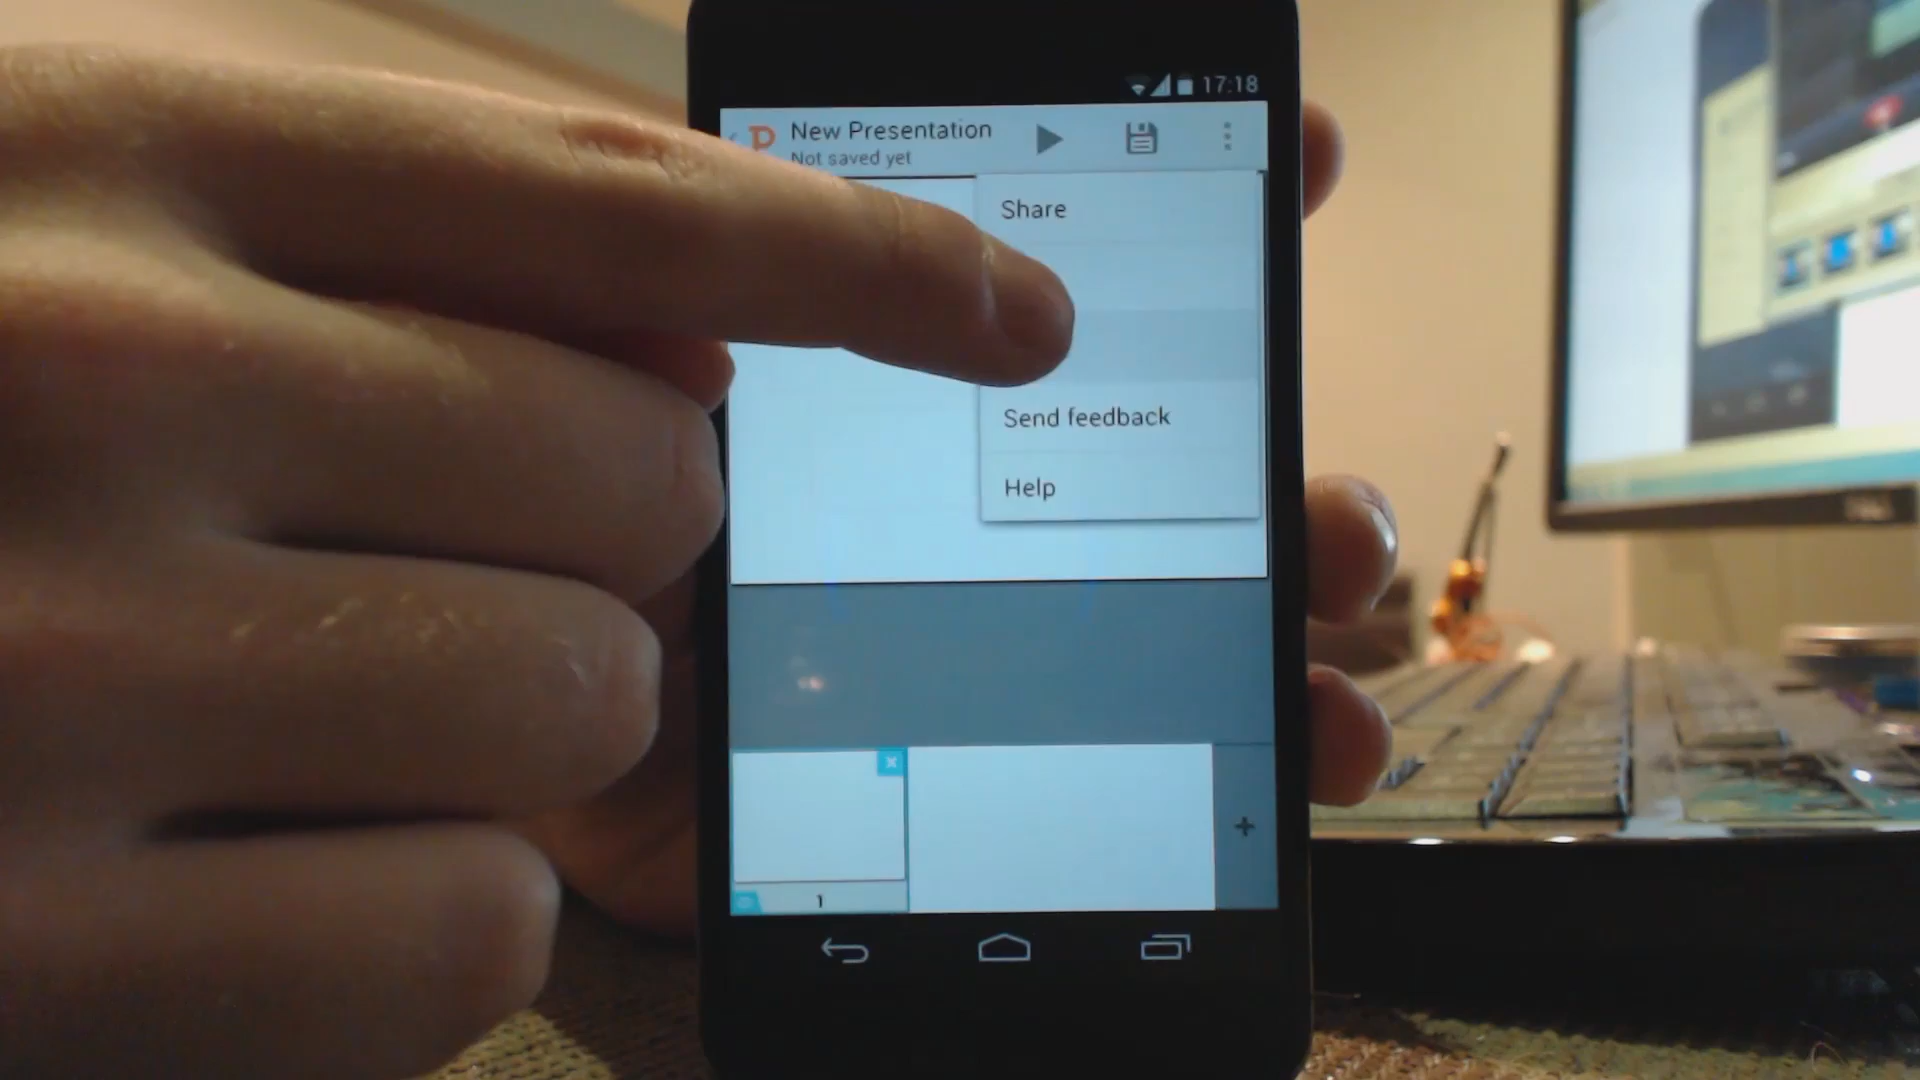 17:18
New Presentation
Not saved yet
Share
Send feedback
Help
1